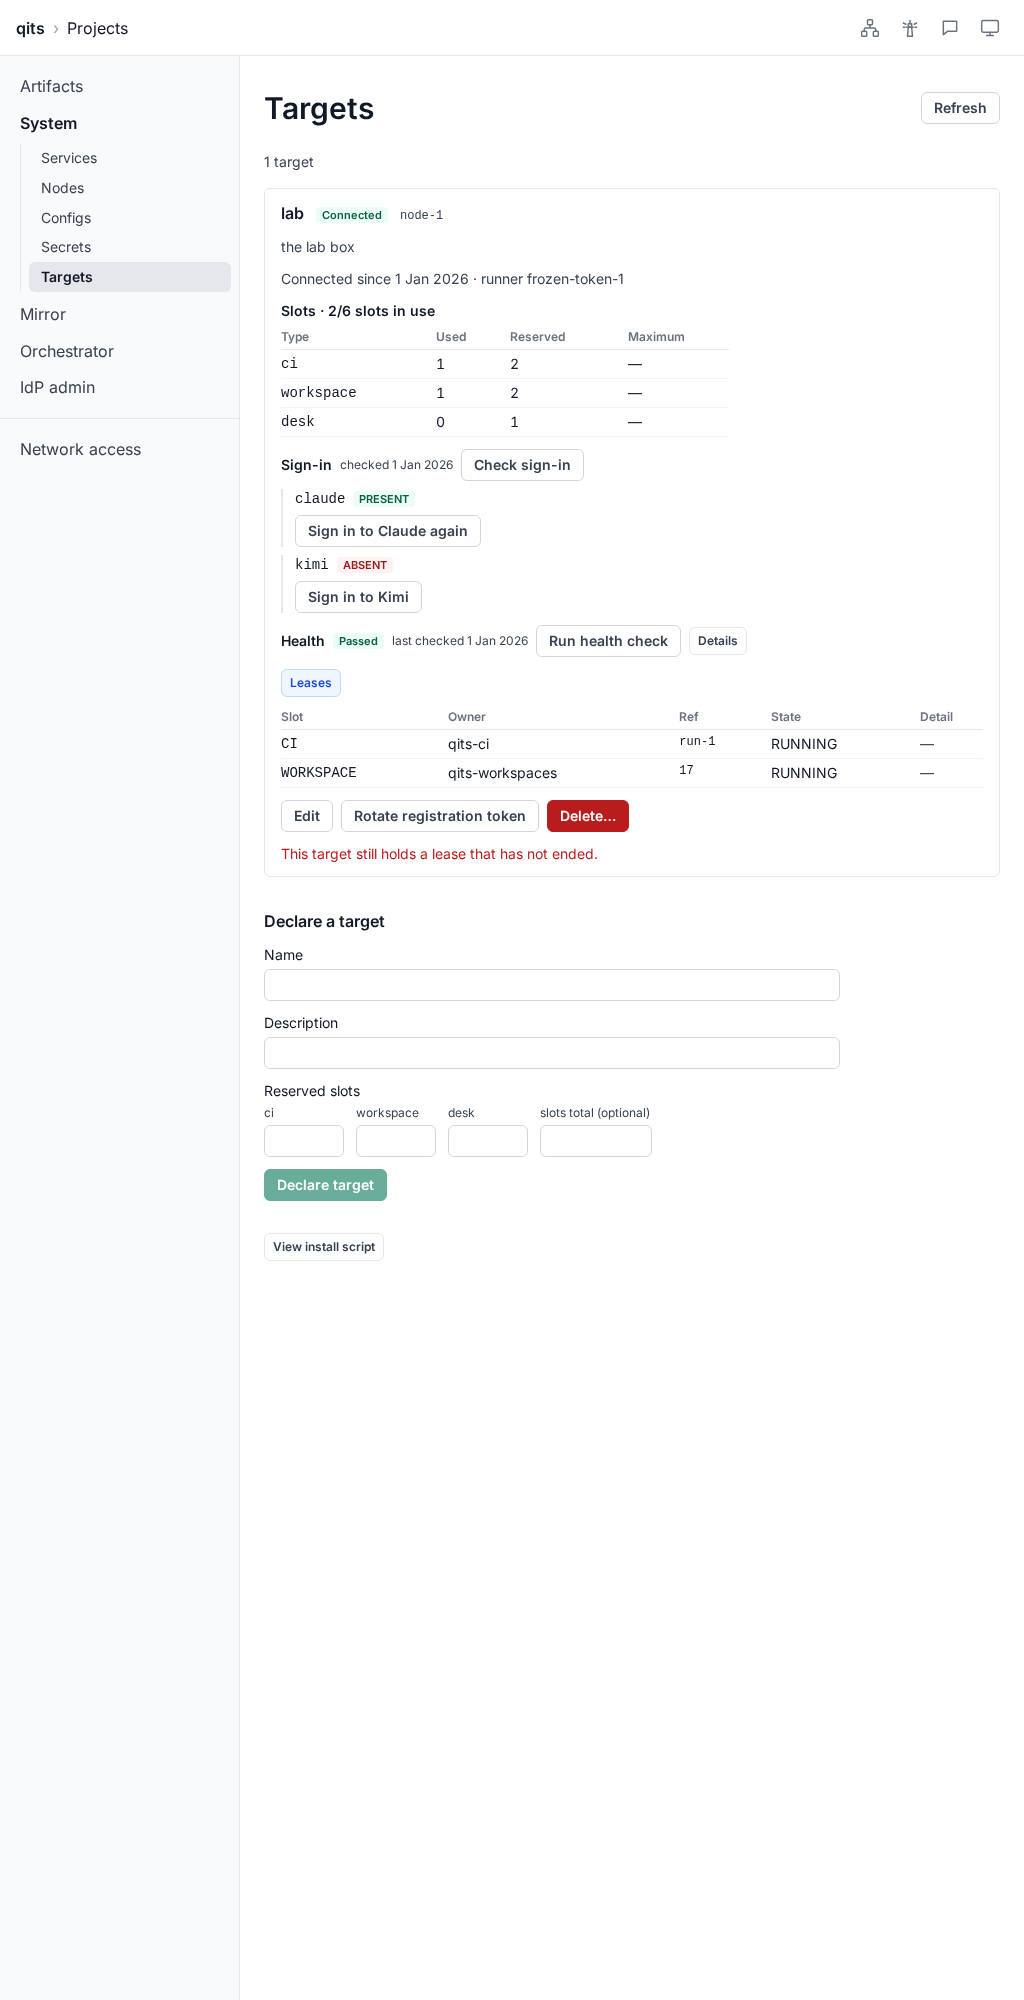 qits › Projects
Artifacts
System
Services
Nodes
Configs
Secrets
Targets
Mirror
Orchestrator
IdP admin
Network access
Targets
Refresh
1 target
lab Connected node-1
the lab box
Connected since 1 Jan 2026 · runner frozen-token-1
Slots · 2/6 slots in use
Type Used Reserved Maximum
ci 1 2 —
workspace 1 2 —
desk 0 1 —
Sign-in checked 1 Jan 2026 Check sign-in
claude PRESENT
Sign in to Claude again
kimi ABSENT
Sign in to Kimi
Health Passed last checked 1 Jan 2026 Run health check Details
Leases
Slot Owner Ref State Detail
CI qits-ci run-1 RUNNING —
WORKSPACE qits-workspaces 17 RUNNING —
Edit Rotate registration token Delete...
This target still holds a lease that has not ended.
Declare a target
Name
Description
Reserved slots
ci workspace desk slots total (optional)
Declare target
View install script